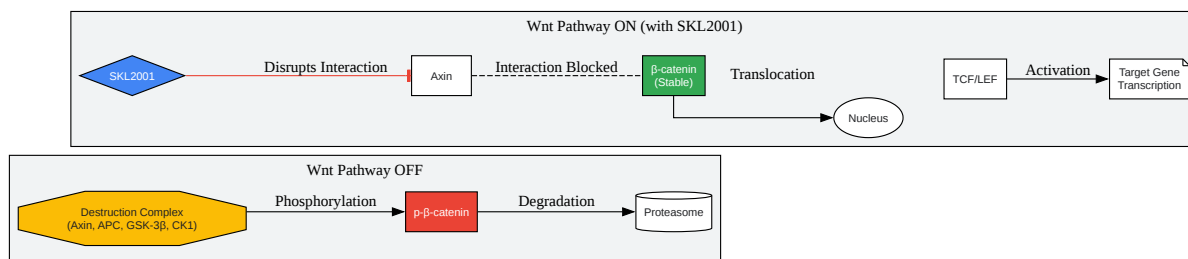 Wnt Pathway ON (with SKL2001)
SKL2001
Disrupts Interaction
Axin
Interaction Blocked
β-catenin
(Stable)
Translocation
Nucleus
TCF/LEF
Activation
Target Gene
Transcription
Wnt Pathway OFF
Destruction Complex
(Axin, APC, GSK-3β, CK1)
Phosphorylation
p-β-catenin
Degradation
Proteasome